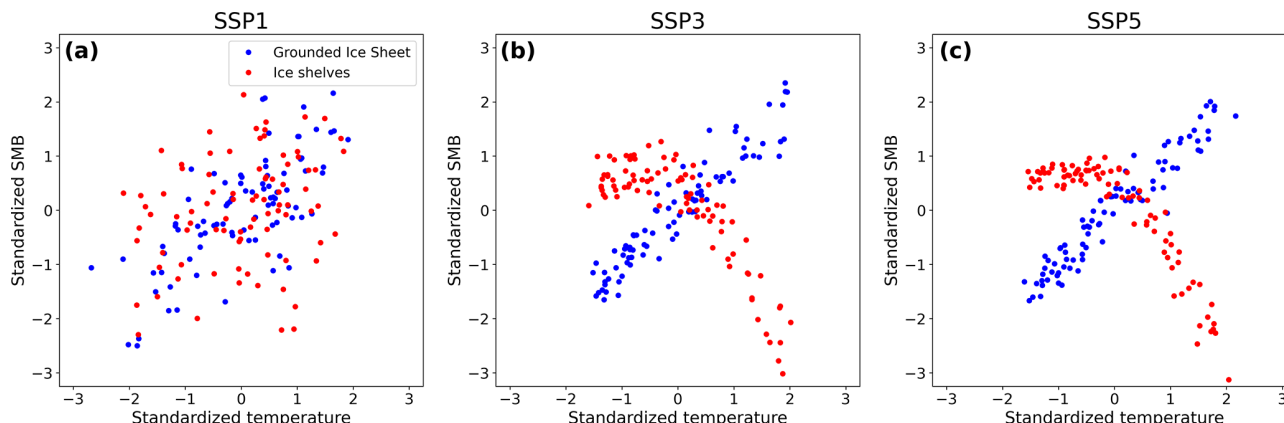 SSP1
SSP3
SSP5
(a)
(b)
(c)
Grounded Ice Sheet
Ice shelves
Standardized SMB
3
2
1
0
−1
−2
−3
−3 −2 −1 0 1 2 3
Standardized temperature
Standardized SMB
3
2
1
0
−1
−2
−3
−3 −2 −1 0 1 2 3
Standardized temperature
Standardized SMB
3
2
1
0
−1
−2
−3
−3 −2 −1 0 1 2 3
Standardized temperature